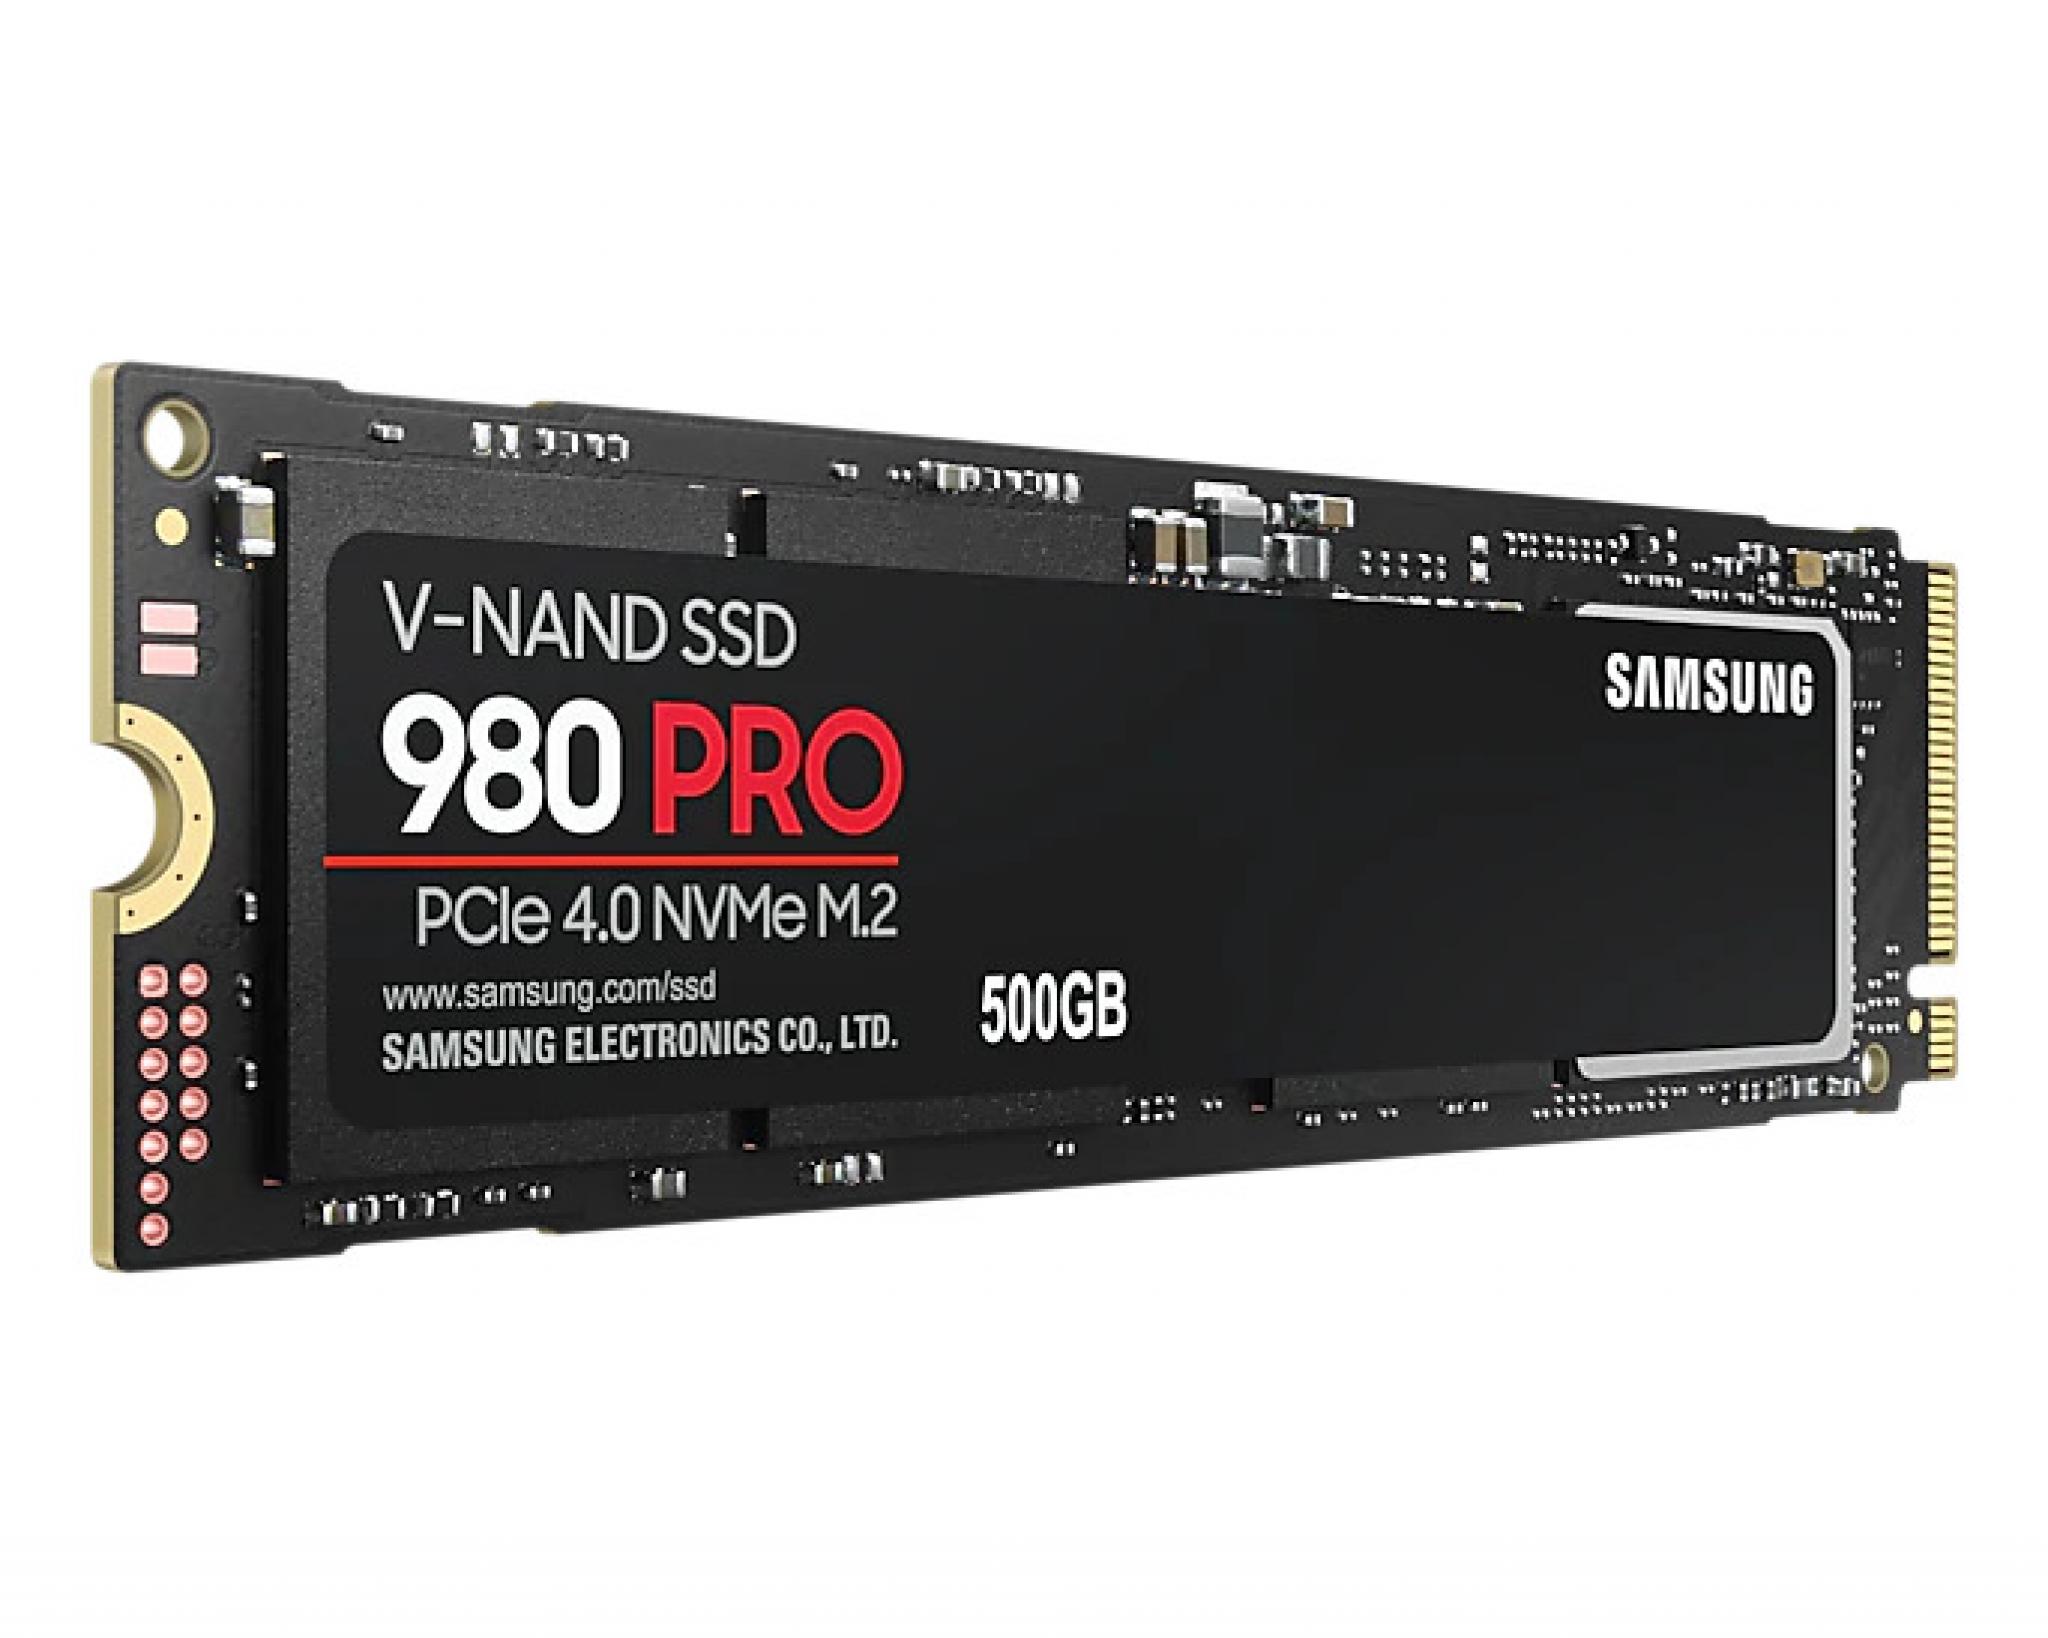 V-NAND SSD
SAMSUNG
980 PRO
PCIe 4.0 NVMe M.2
www.samsung.com/ssd
SAMSUNG ELECTRONICS CO., LTD.
500GB